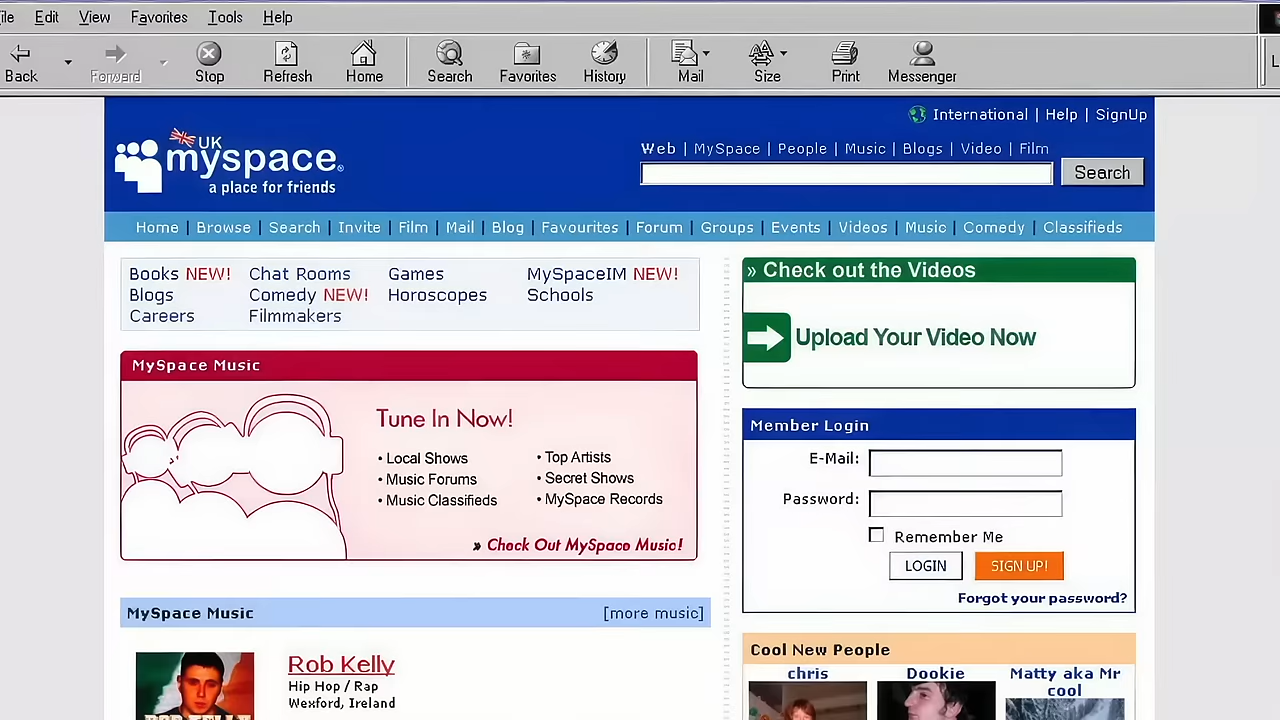 File Edit View Favorites Tools Help
Back Forward Stop Refresh Home Search Favorites History Mail Size Print Messenger
International | Help | SignUp
UK
myspace®
a place for friends
Web | MySpace | People | Music | Blogs | Video | Film
Search
Home | Browse | Search | Invite | Film | Mail | Blog | Favourites | Forum | Groups | Events | Videos | Music | Comedy | Classifieds
Books NEW! Chat Rooms Games MySpaceIM NEW!
Blogs Comedy NEW! Horoscopes Schools
Careers Filmmakers
» Check out the Videos
Upload Your Video Now
MySpace Music
Tune In Now!
• Local Shows • Top Artists
• Music Forums • Secret Shows
• Music Classifieds • MySpace Records
» Check Out MySpace Music!
Member Login
E-Mail:
Password:
Remember Me
LOGIN SIGN UP!
Forgot your password?
MySpace Music [more music]
Rob Kelly
Hip Hop / Rap
Wexford, Ireland
Cool New People
chris Dookie Matty aka Mr
cool